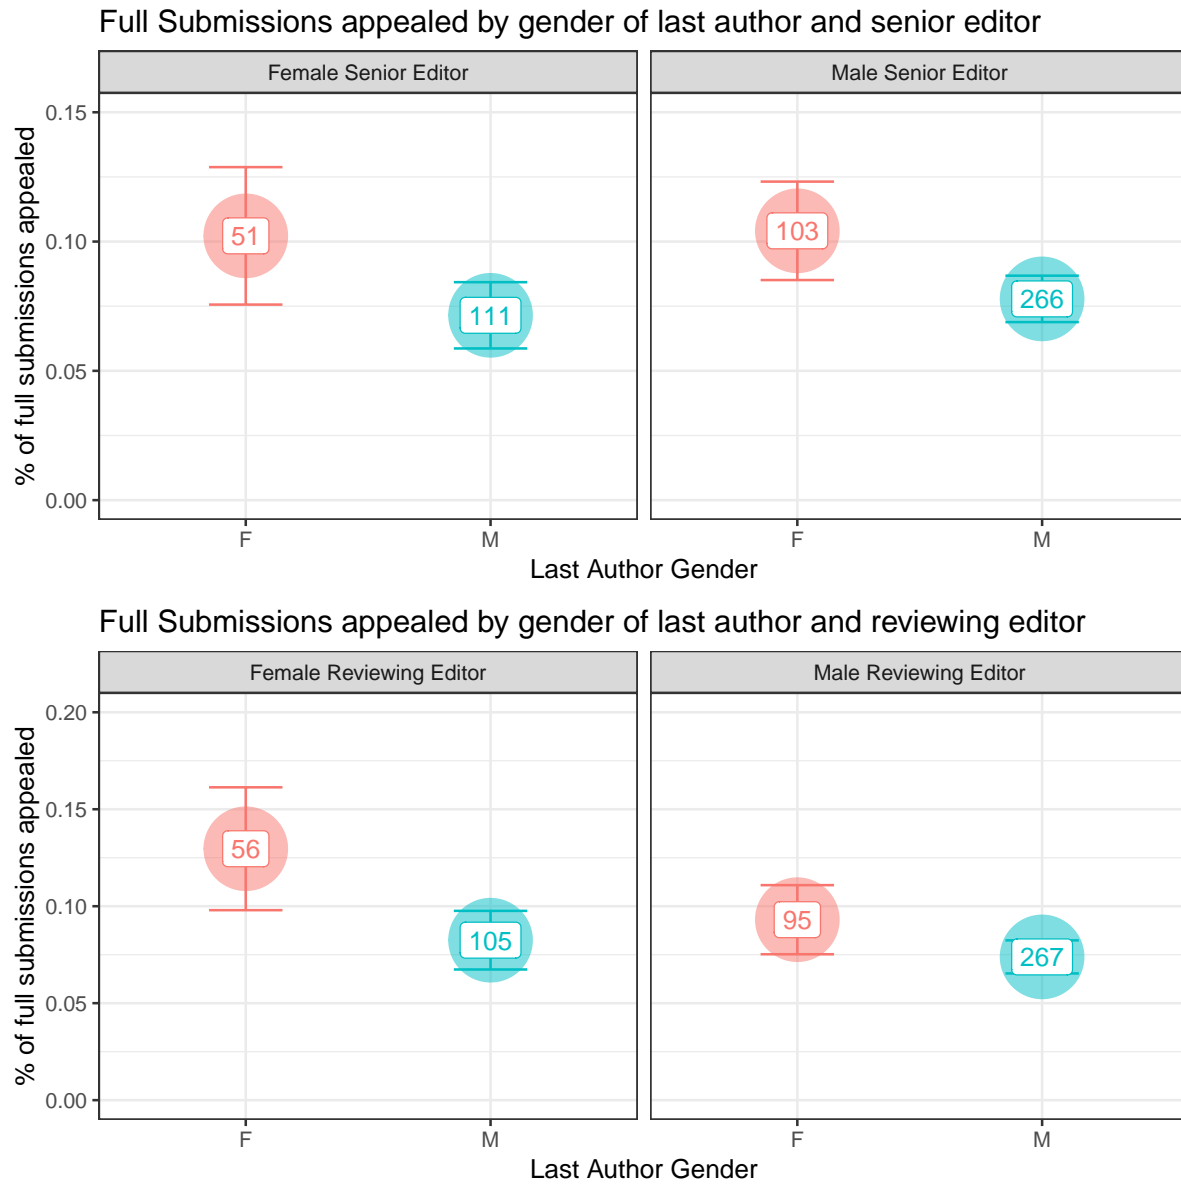 Full Submissions appealed by gender of last author and senior editor
Female Senior Editor
Male Senior Editor
% of full submissions appealed
0.15
0.10
0.05
0.00
51
111
103
266
F
M
F
M
Last Author Gender
Full Submissions appealed by gender of last author and reviewing editor
Female Reviewing Editor
Male Reviewing Editor
% of full submissions appealed
0.20
0.15
0.10
0.05
0.00
56
105
95
267
F
M
F
M
Last Author Gender